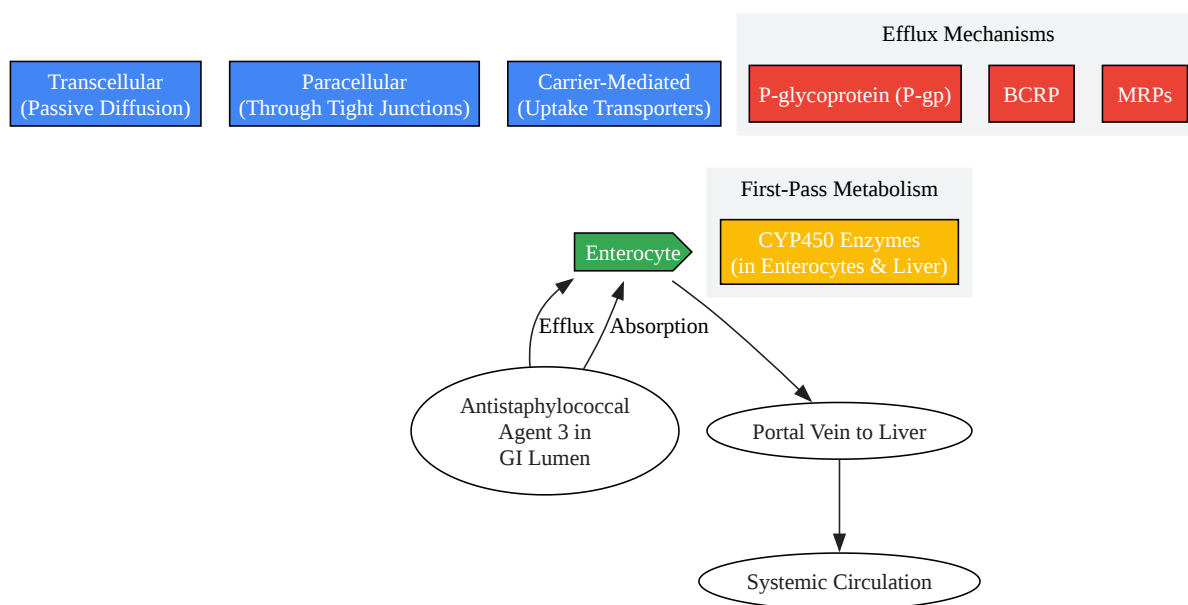 Efflux Mechanisms
Transcellular
(Passive Diffusion)
Paracellular
(Through Tight Junctions)
Carrier-Mediated
(Uptake Transporters)
P-glycoprotein (P-gp)
BCRP
MRPs
First-Pass Metabolism
Enterocyte
CYP450 Enzymes
(in Enterocytes & Liver)
Efflux
Absorption
Antistaphylococcal
Agent 3 in
GI Lumen
Portal Vein to Liver
Systemic Circulation